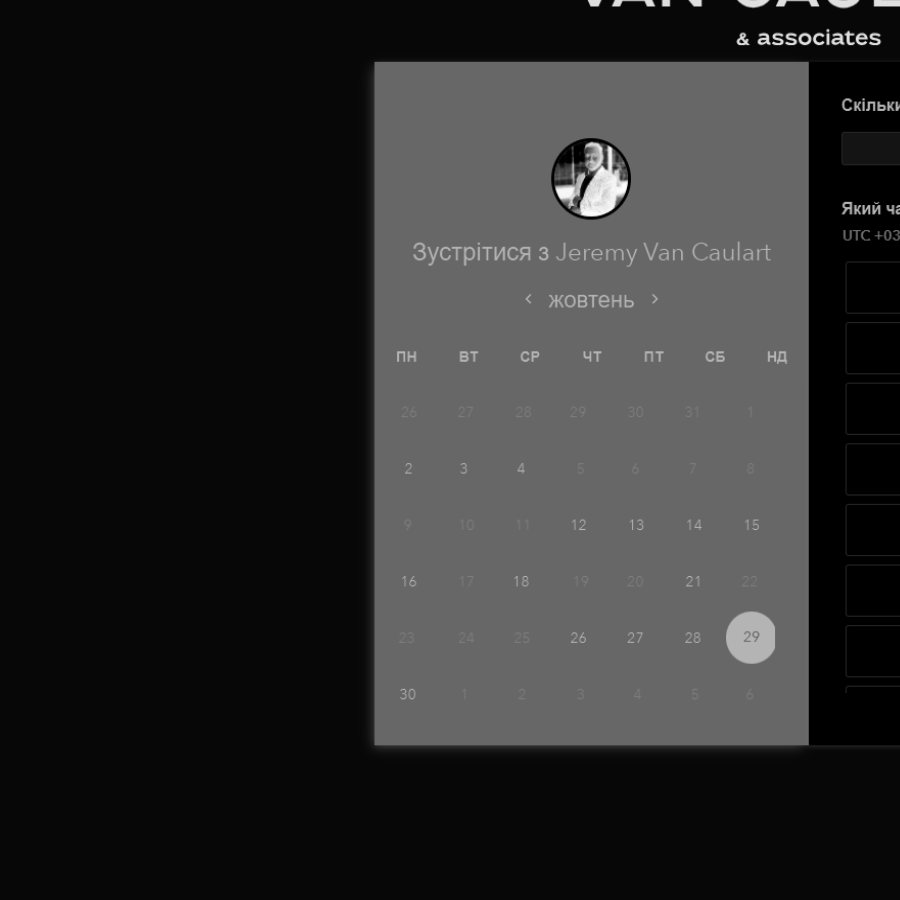 & associates
Зустрітися з Jeremy Van Caulart
жовтень
ПН ВТ СР ЧТ ПТ СБ НД
26 27 28 29 30 31 1
2 3 4 5 6 7 8
9 10 11 12 13 14 15
16 17 18 19 20 21 22
23 24 25 26 27 28 29
30 1 2 3 4 5 6
Скільки
Який
UTC +03